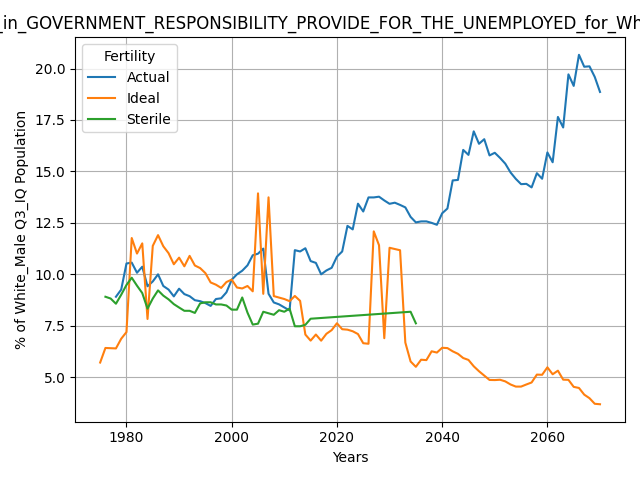 _in_GOVERNMENT_RESPONSIBILITY_PROVIDE_FOR_THE_UNEMPLOYED_for_Wh
Fertility
Actual
Ideal
Sterile
% of White_Male Q3_IQ Population
20.0
17.5
15.0
12.5
10.0
7.5
5.0
1980 2000 2020 2040 2060
Years